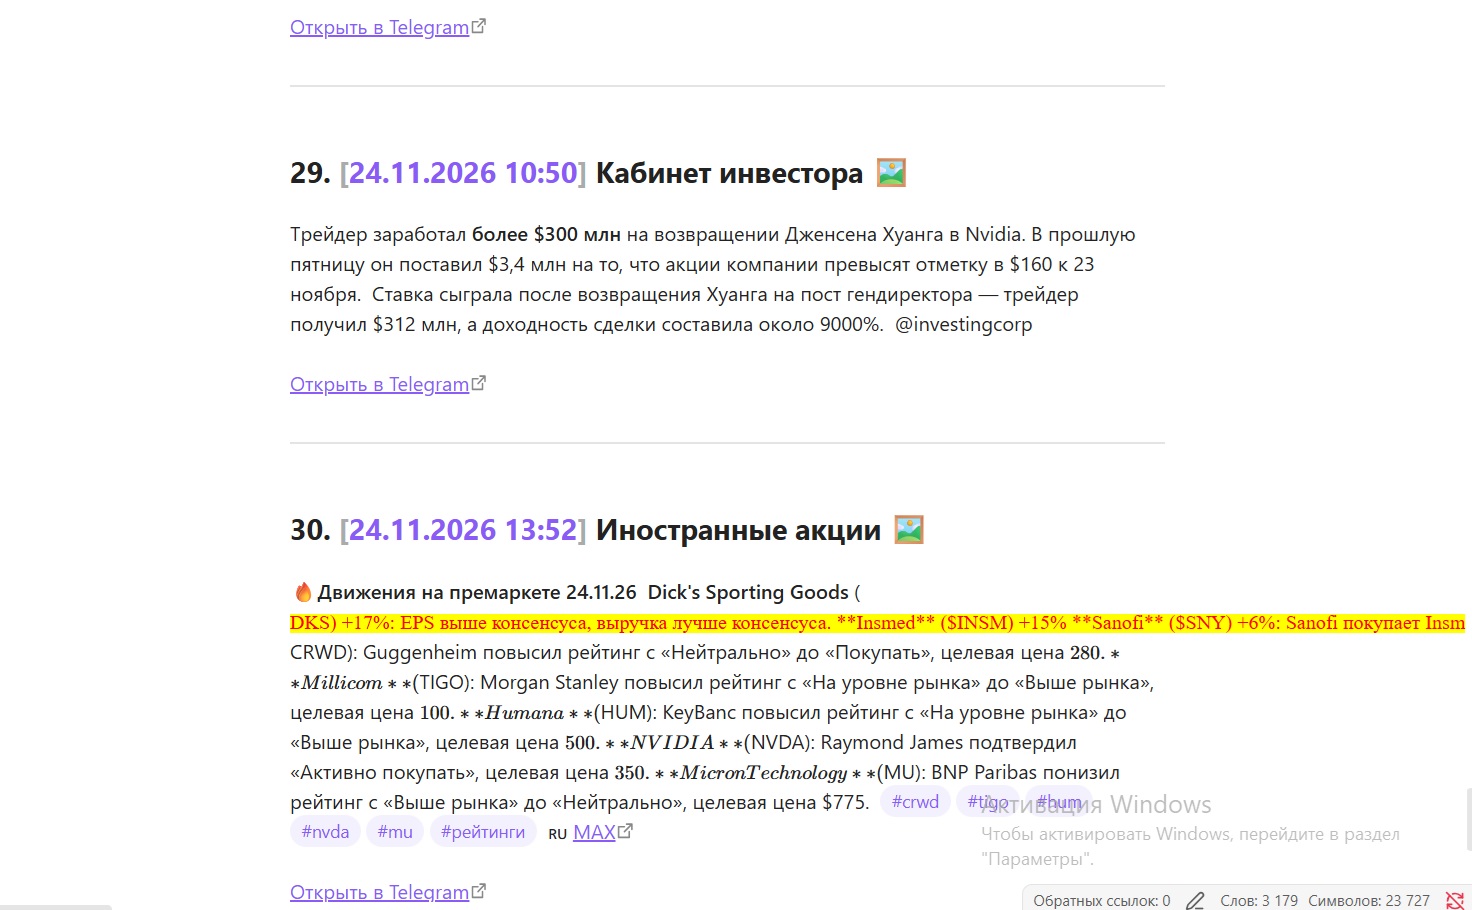 Открыть в Telegram
29. [24.11.2026 10:50] Кабинет инвестора
Трейдер заработал более $300 млн на возвращении Дженсена Хуанга в Nvidia. В прошлую
пятницу он поставил $3,4 млн на то, что акции компании превысят отметку в $160 к 23
ноября.  Ставка сыграла после возвращения Хуанга на пост гендиректора — трейдер
получил $312 млн, а доходность сделки составила около 9000%.  @investingcorp
Открыть в Telegram
30. [24.11.2026 13:52] Иностранные акции
🔥Движения на премаркете 24.11.26  Dick's Sporting Goods (
DKS) +17%: EPS выше консенсуса, выручка лучше консенсуса. **Insmed** ($INSM) +15% **Sanofi** ($SNY) +6%: Sanofi покупает Insm
CRWD): Guggenheim повысил рейтинг с «Нейтрально» до «Покупать», целевая цена 280.∗
∗Millicom∗∗(TIGO): Morgan Stanley повысил рейтинг с «На уровне рынка» до «Выше рынка»,
целевая цена 100.∗∗Humana∗∗(HUM): KeyBanc повысил рейтинг с «На уровне рынка» до
«Выше рынка», целевая цена 500.∗∗NVIDIA∗∗(NVDA): Raymond James подтвердил
«Активно покупать», целевая цена 350.∗∗MicronTechnology∗∗(MU): BNP Paribas понизил
рейтинг с «Выше рынка» до «Нейтрально», целевая цена $775.  #crwd #tigo #hum
#nvda #mu #рейтинги RU MAX
Активация Windows
Чтобы активировать Windows, перейдите в раздел
"Параметры".
Открыть в Telegram
Обратных ссылок: 0 Слов: 3 179 Символов: 23 727